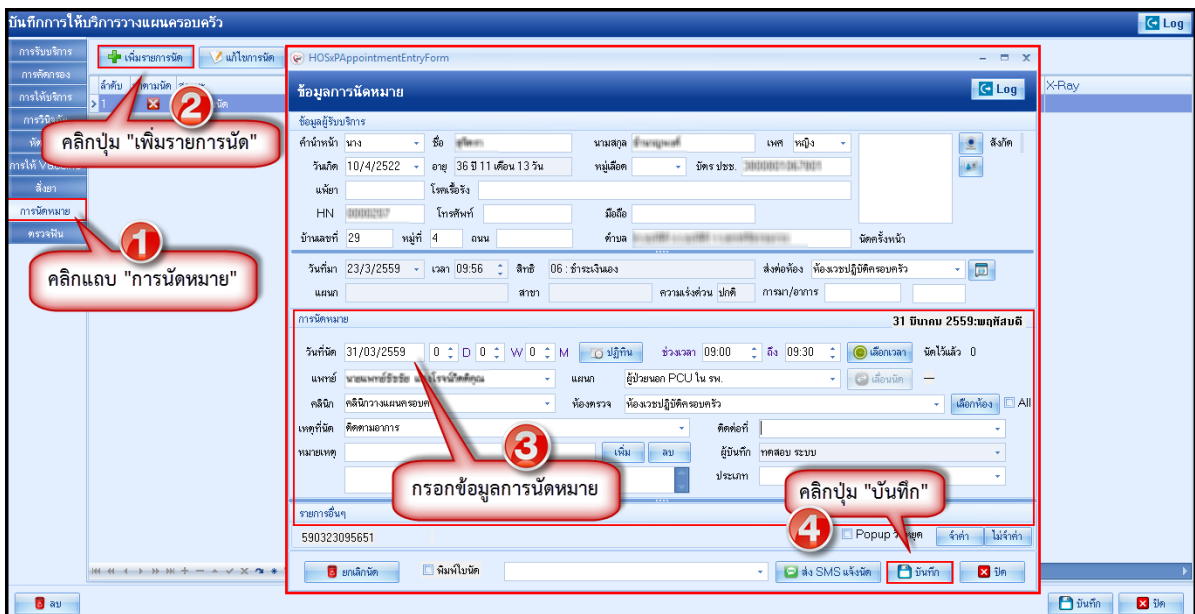 บันทึกการให้บริการวางแผนครอบครัว
Log
การรับบริการ
เพิ่มรายการนัด
แก้ไขการนัด
การคัดกรอง
การให้บริการ
ลำดับ
X-Ray
1
2
คลิกปุ่ม "เพิ่มรายการนัด"
สั่งยา
การนัดหมาย
ตรวจฟัน
1
คลิกแถบ "การนัดหมาย"
HOSxPAppointmentEntryForm
ข้อมูลการนัดหมาย
Log
ข้อมูลผู้รับบริการ
คำนำหน้า นาง ชื่อ นามสกุล เพศ หญิง สังกัด
วันเกิด 10/4/2522 อายุ 36 ปี 11 เดือน 13 วัน หมู่เลือด บัตร ปชช.
แพ้ยา โรคเรื้อรัง
HN โทรศัพท์ มือถือ
บ้านเลขที่ 29 หมู่ที่ 4 ถนน ตำบล นัดครั้งหน้า
วันที่มา 23/3/2559 เวลา 09:56 สิทธิ 06 : ชำระเงินเอง ส่งต่อห้อง ห้องเวชปฏิบัติครอบครัว
แผนก สาขา ความเร่งด่วน ปกติ การมา/อาการ
การนัดหมาย
31 มีนาคม 2559:พฤหัสบดี
วันที่นัด 31/03/2559 0 D 0 W 0 M ปฏิทิน ช่วงเวลา 09:00 ถึง 09:30 เลือกเวลา นัดไว้แล้ว 0
แพทย์ แผนก ผู้ป่วยนอก PCU ใน รพ. เลื่อนนัด
คลินิก ห้องตรวจ ห้องเวชปฏิบัติครอบครัว เลือกห้อง All
เหตุที่นัด ติดตามอาการ ติดต่อที่
หมายเหตุ เพิ่ม ลบ ผู้บันทึก ทดสอบ ระบบ
ประเภท
3
กรอกข้อมูลการนัดหมาย
คลิกปุ่ม "บันทึก"
4
รายการอื่นๆ
590323095651
Popup
จำค่า
ไม่จำค่า
ยกเลิกนัด
พิมพ์ใบนัด
ส่ง SMS แจ้งนัด
บันทึก
ปิด
ลบ
บันทึก
ปิด